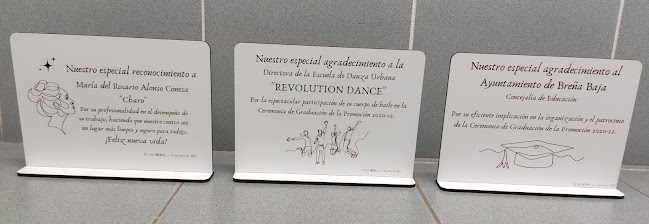 Nuestro especial reconocimiento a
María del Rosario Alonso Conesa
"Charo"
Por su profesionalidad en el desempeño de
su trabajo, haciendo que nuestro centro sea
un lugar más limpio y seguro para tod@s.
¡Feliz nueva vida!
Nuestro especial agradecimiento a la
Directora de la Escuela de Danza Urbana
"REVOLUTION DANCE"
Por la espectacular participación de su cuerpo de baile en la
Ceremonia de Graduación de la Promoción 2020-22.
Nuestro especial agradecimiento al
Ayuntamiento de Breña Baja
Concejalía de Educación
Por su eficiente implicación en la organización y el patrocinio
de la Ceremonia de Graduación de la Promoción 2020-22.